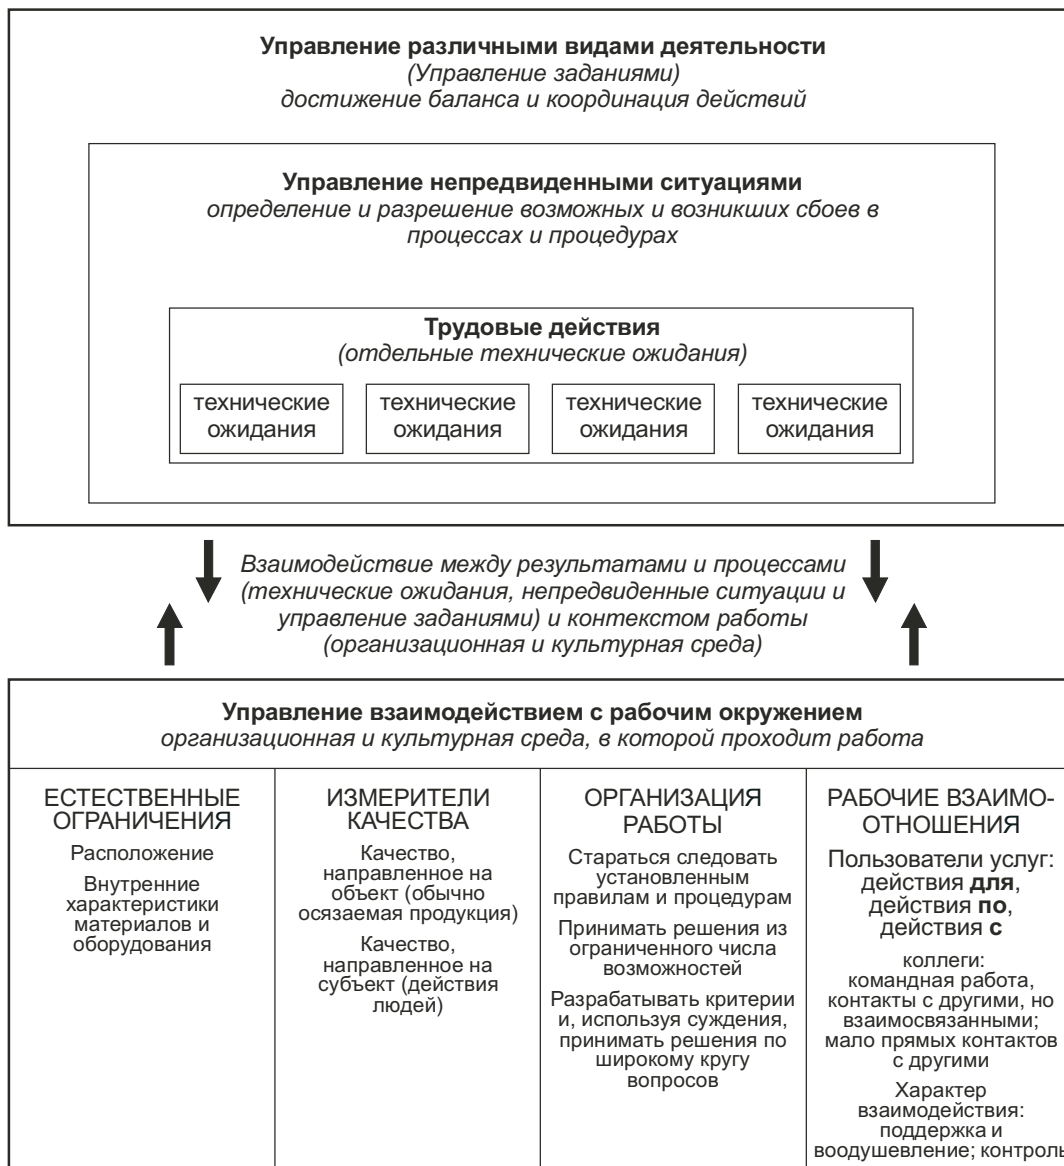 Управление различными видами деятельности
(Управление заданиями)
достижение баланса и координация действий
Управление непредвиденными ситуациями
определение и разрешение возможных и возникших сбоев в
процессах и процедурах
Трудовые действия
(отдельные технические ожидания)
технические
ожидания
технические
ожидания
технические
ожидания
технические
ожидания
Взаимодействие между результатами и процессами
(технические ожидания, непредвиденные ситуации и
управление заданиями) и контекстом работы
(организационная и культурная среда)
Управление взаимодействием с рабочим окружением
организационная и культурная среда, в которой проходит работа
ЕСТЕСТВЕННЫЕ
ОГРАНИЧЕНИЯ
Расположение
Внутренние
характеристики
материалов и
оборудования
ИЗМЕРИТЕЛИ
КАЧЕСТВА
Качество,
направленное на
объект (обычно
осязаемая продукция)
Качество,
направленное на
субъект (действия
людей)
ОРГАНИЗАЦИЯ
РАБОТЫ
Стараться следовать
установленным
правилам и процедурам
Принимать решения из
ограниченного числа
возможностей
Разрабатывать критерии
и, используя суждения,
принимать решения по
широкому кругу
вопросов
РАБОЧИЕ ВЗАИМО-
ОТНОШЕНИЯ
Пользователи услуг:
действия для,
действия по,
действия с
коллеги:
командная работа,
контакты с другими, но
взаимосвязанными;
мало прямых контактов
с другими
Характер
взаимодействия:
поддержка и
воодушевление; контроль